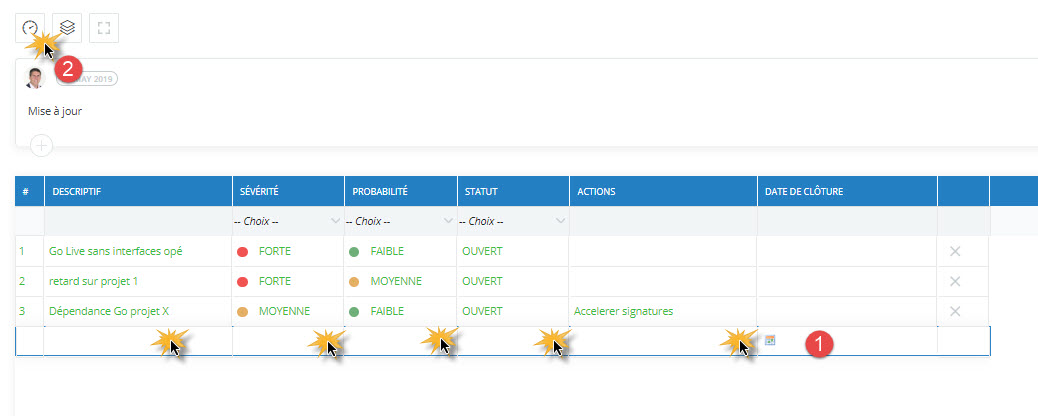 2
MAY 2019
Mise à jour
# DESCRIPTIF SÉVÉRITÉ PROBABILITÉ STATUT ACTIONS DATE DE CLÔTURE
-- Choix -- -- Choix -- -- Choix --
1 Go Live sans interfaces opé FORTE FAIBLE OUVERT
2 retard sur projet 1 FORTE MOYENNE OUVERT
3 Dépendance Go projet X MOYENNE FAIBLE OUVERT Accelerer signatures
1